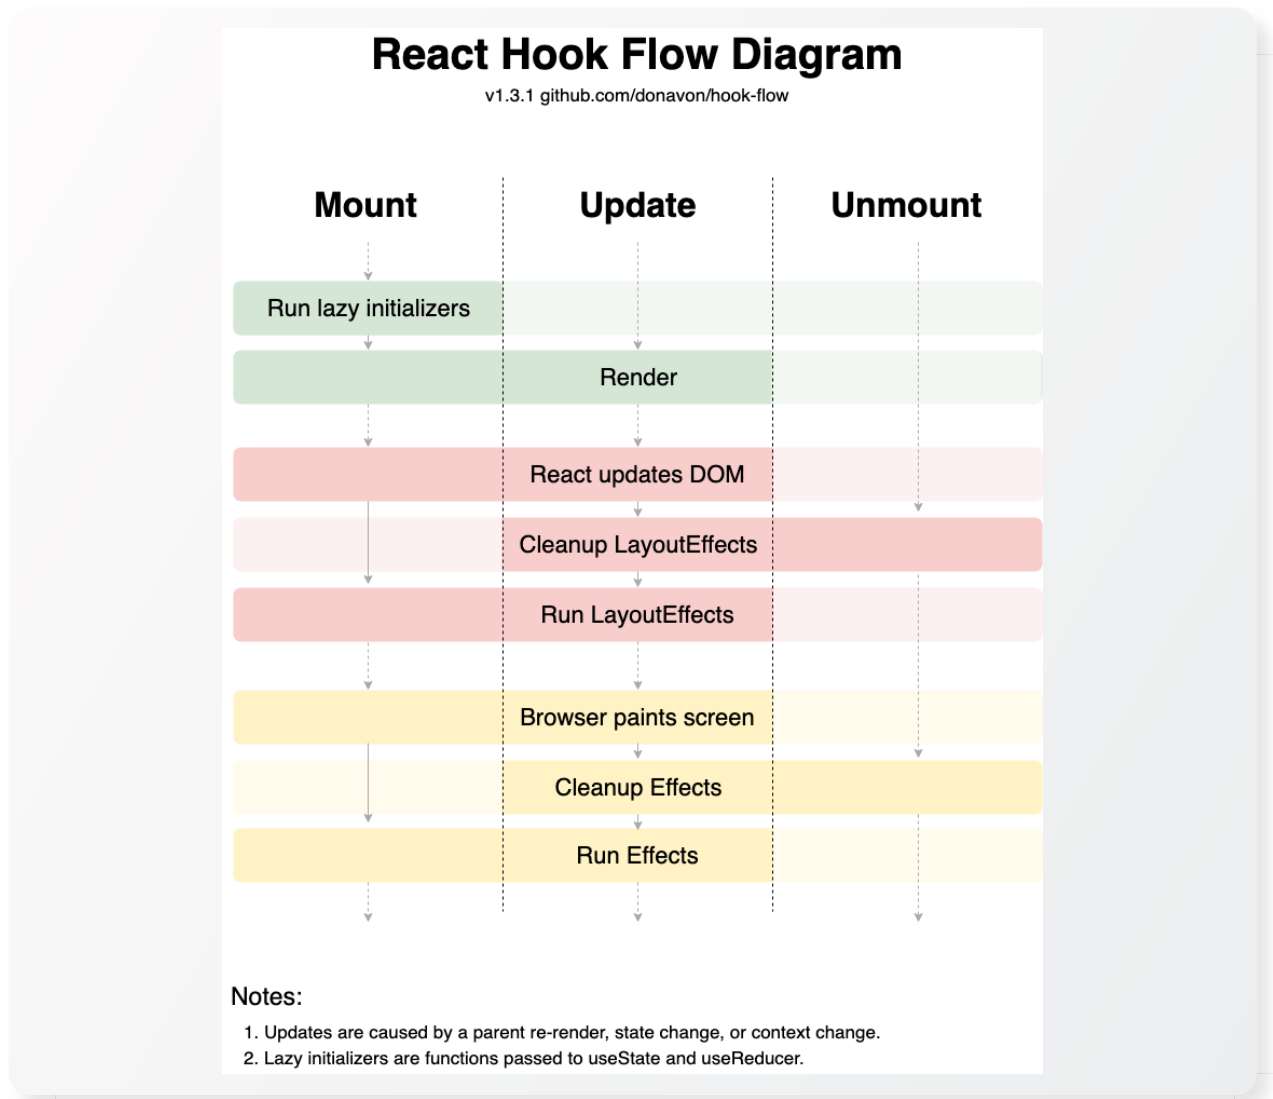 React Hook Flow Diagram
v1.3.1 github.com/donavon/hook-flow
Mount
Update
Unmount
Run lazy initializers
Render
React updates DOM
Cleanup LayoutEffects
Run LayoutEffects
Browser paints screen
Cleanup Effects
Run Effects
Notes:
1. Updates are caused by a parent re-render, state change, or context change.
2. Lazy initializers are functions passed to useState and useReducer.